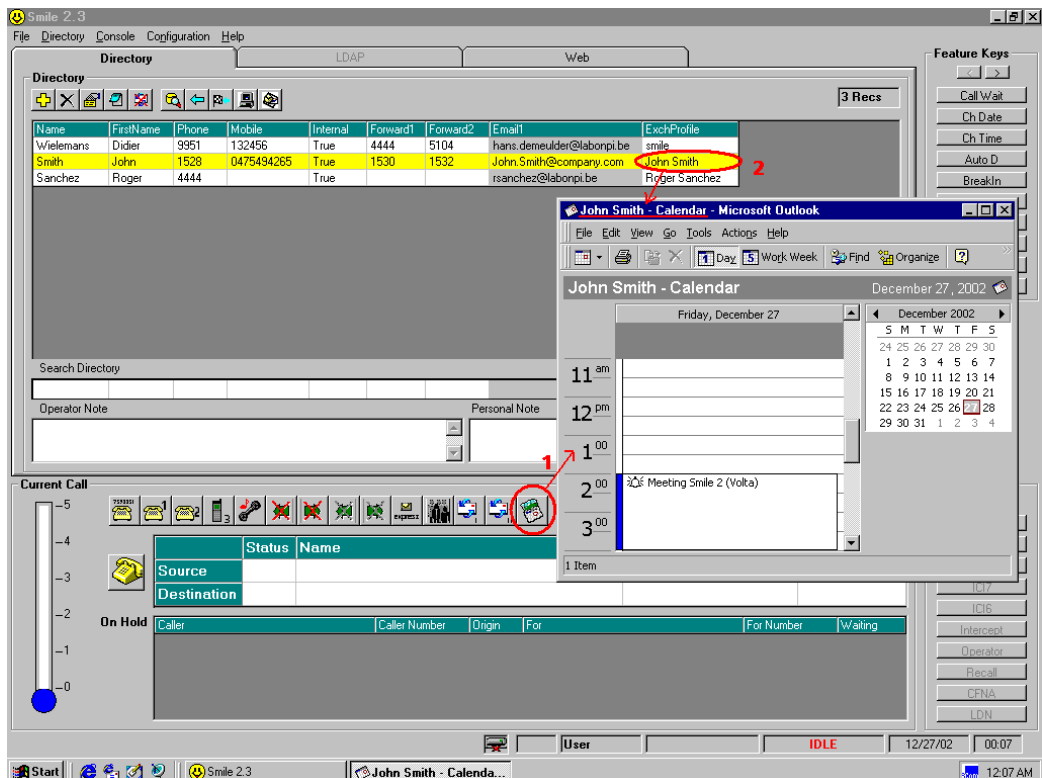 Smile 2.3
File Directory Console Configuration Help
Directory LDAP Web
Directory
3 Recs
Name FirstName Phone Mobile Internal Forward1 Forward2 Email1 ExchProfile
Wielemans Didier 9951 132456 True 4444 5104 hans.demeulder@labonpi.be smile
Smith John 1528 0475494265 True 1530 1532 John.Smith@company.com John Smith
Sanchez Roger 4444 True rsanchez@labonpi.be Roger Sanchez
2
Search Directory
Operator Note Personal Note
1
Feature Keys
Call Wait
Ch Date
Ch Time
Auto D
BreakIn
John Smith - Calendar - Microsoft Outlook
File Edit View Go Tools Actions Help
1 Day 5 Work Week Find Organize
John Smith - Calendar December 27, 2002
Friday, December 27
11 am
12 pm
1 00
2 00 Meeting Smile 2 (Volta)
3 00
December 2002
S M T W T F S
24 25 26 27 28 29 30
1 2 3 4 5 6 7
8 9 10 11 12 13 14
15 16 17 18 19 20 21
22 23 24 25 26 27 28
29 30 31 1 2 3 4
1 Item
Current Call
5
4
3
2
1
0
Status Name
Source
Destination
On Hold
Caller Caller Number Origin For For Number Waiting
ICI7
ICI6
Intercept
Operator
Recall
CFNA
LDN
User IDLE 12/27/02 00:07
Start Smile 2.3 John Smith - Calenda... 12:07 AM